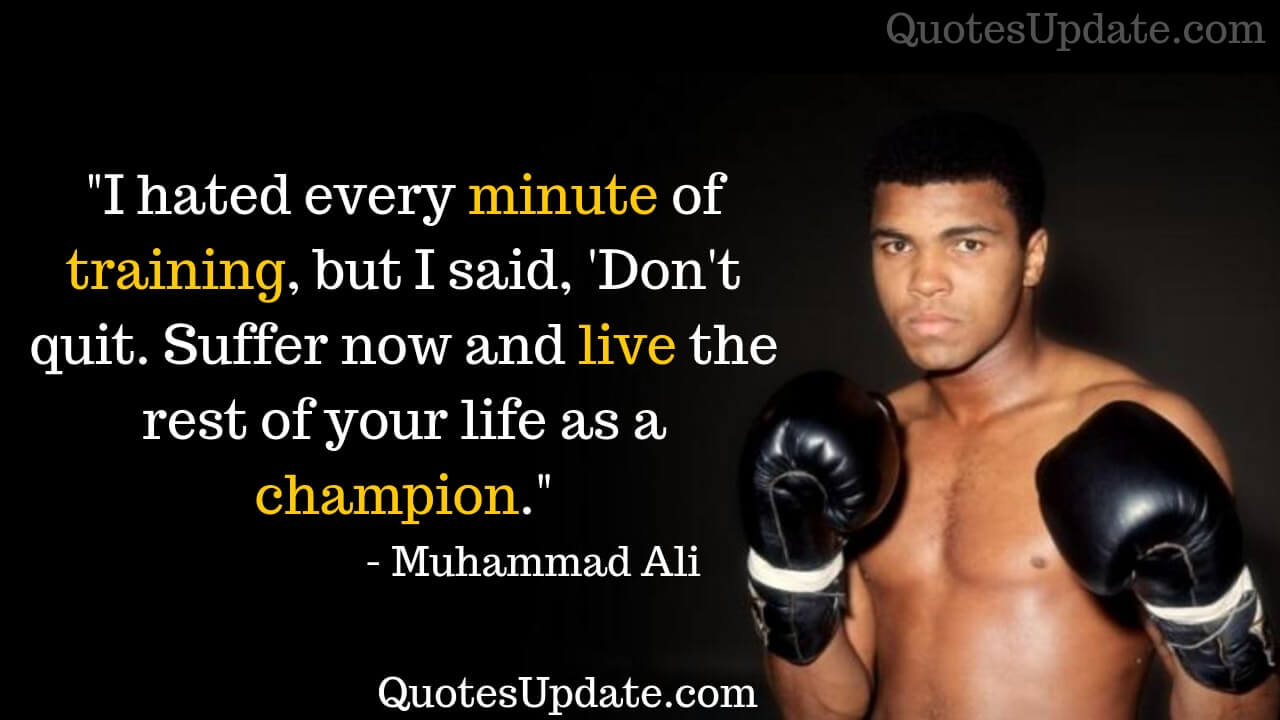 QuotesUpdate.com
"I hated every minute of
training, but I said, 'Don't
quit. Suffer now and live the
rest of your life as a
champion."
- Muhammad Ali
QuotesUpdate.com